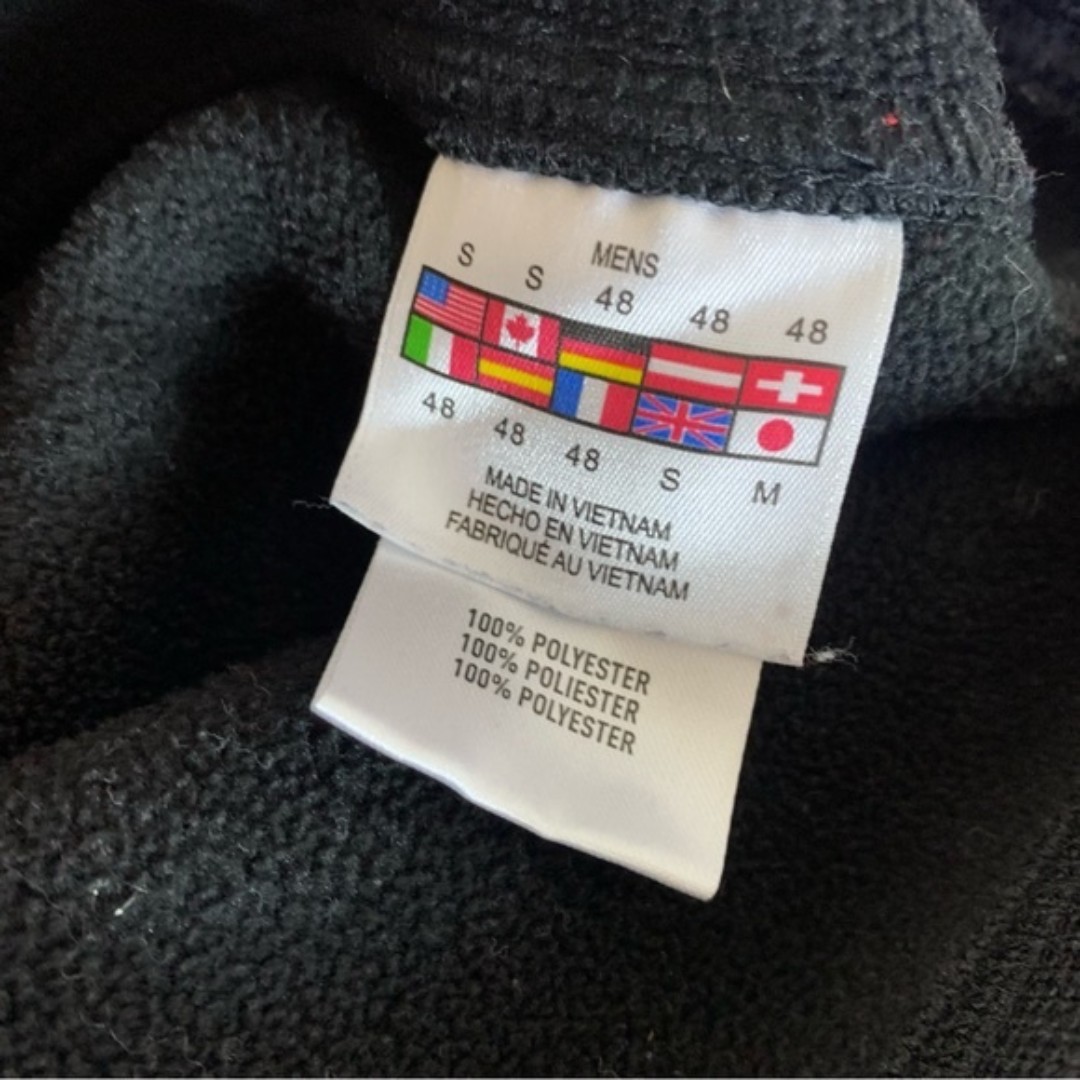 MENS
S S 48 48 48
48 48 48 S M
MADE IN VIETNAM
HECHO EN VIETNAM
FABRIQUÉ AU VIETNAM
100% POLYESTER
100% POLIESTER
100% POLYESTER